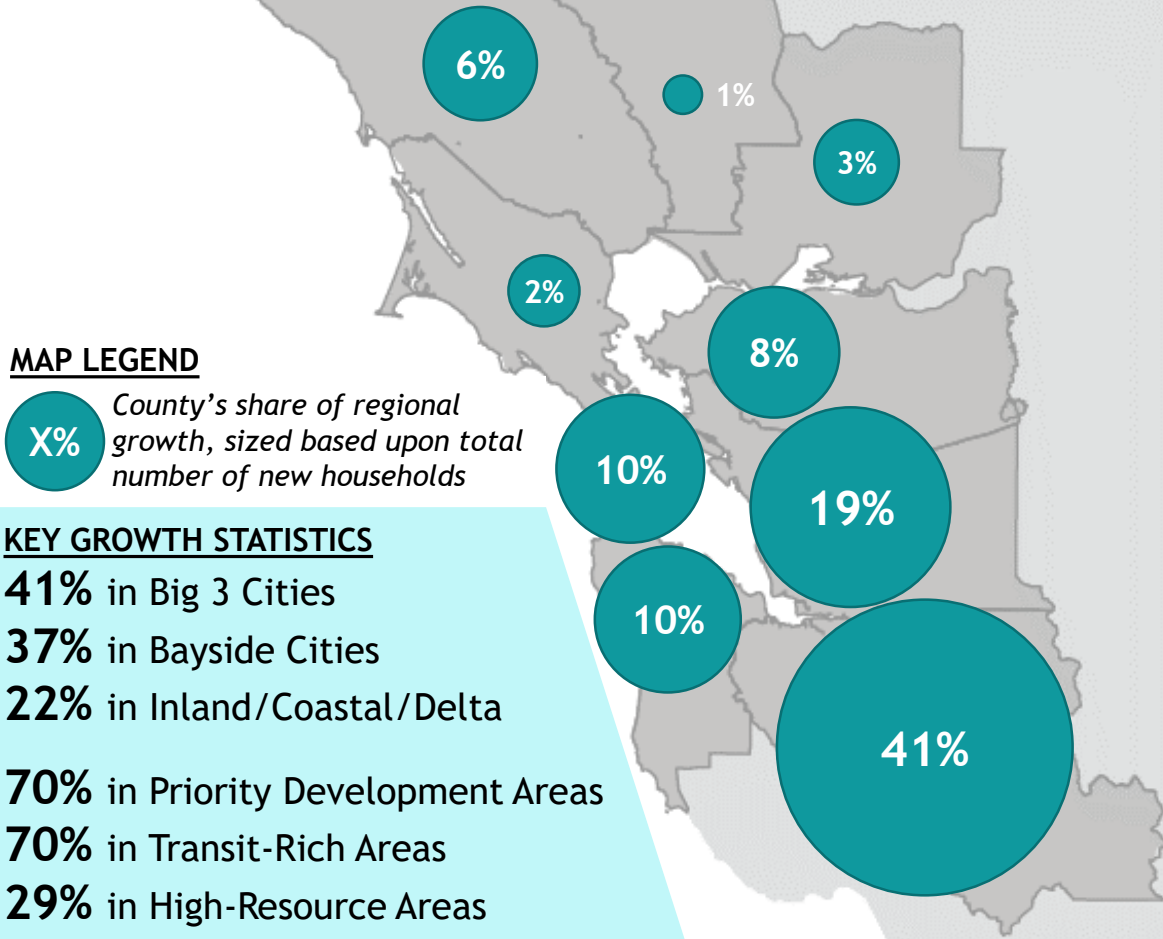 6%
1%
3%
2%
8%
10%
19%
10%
41%
MAP LEGEND
X%
County's share of regional
growth, sized based upon total
number of new households
KEY GROWTH STATISTICS
41% in Big 3 Cities
37% in Bayside Cities
22% in Inland/Coastal/Delta
70% in Priority Development Areas
70% in Transit-Rich Areas
29% in High-Resource Areas